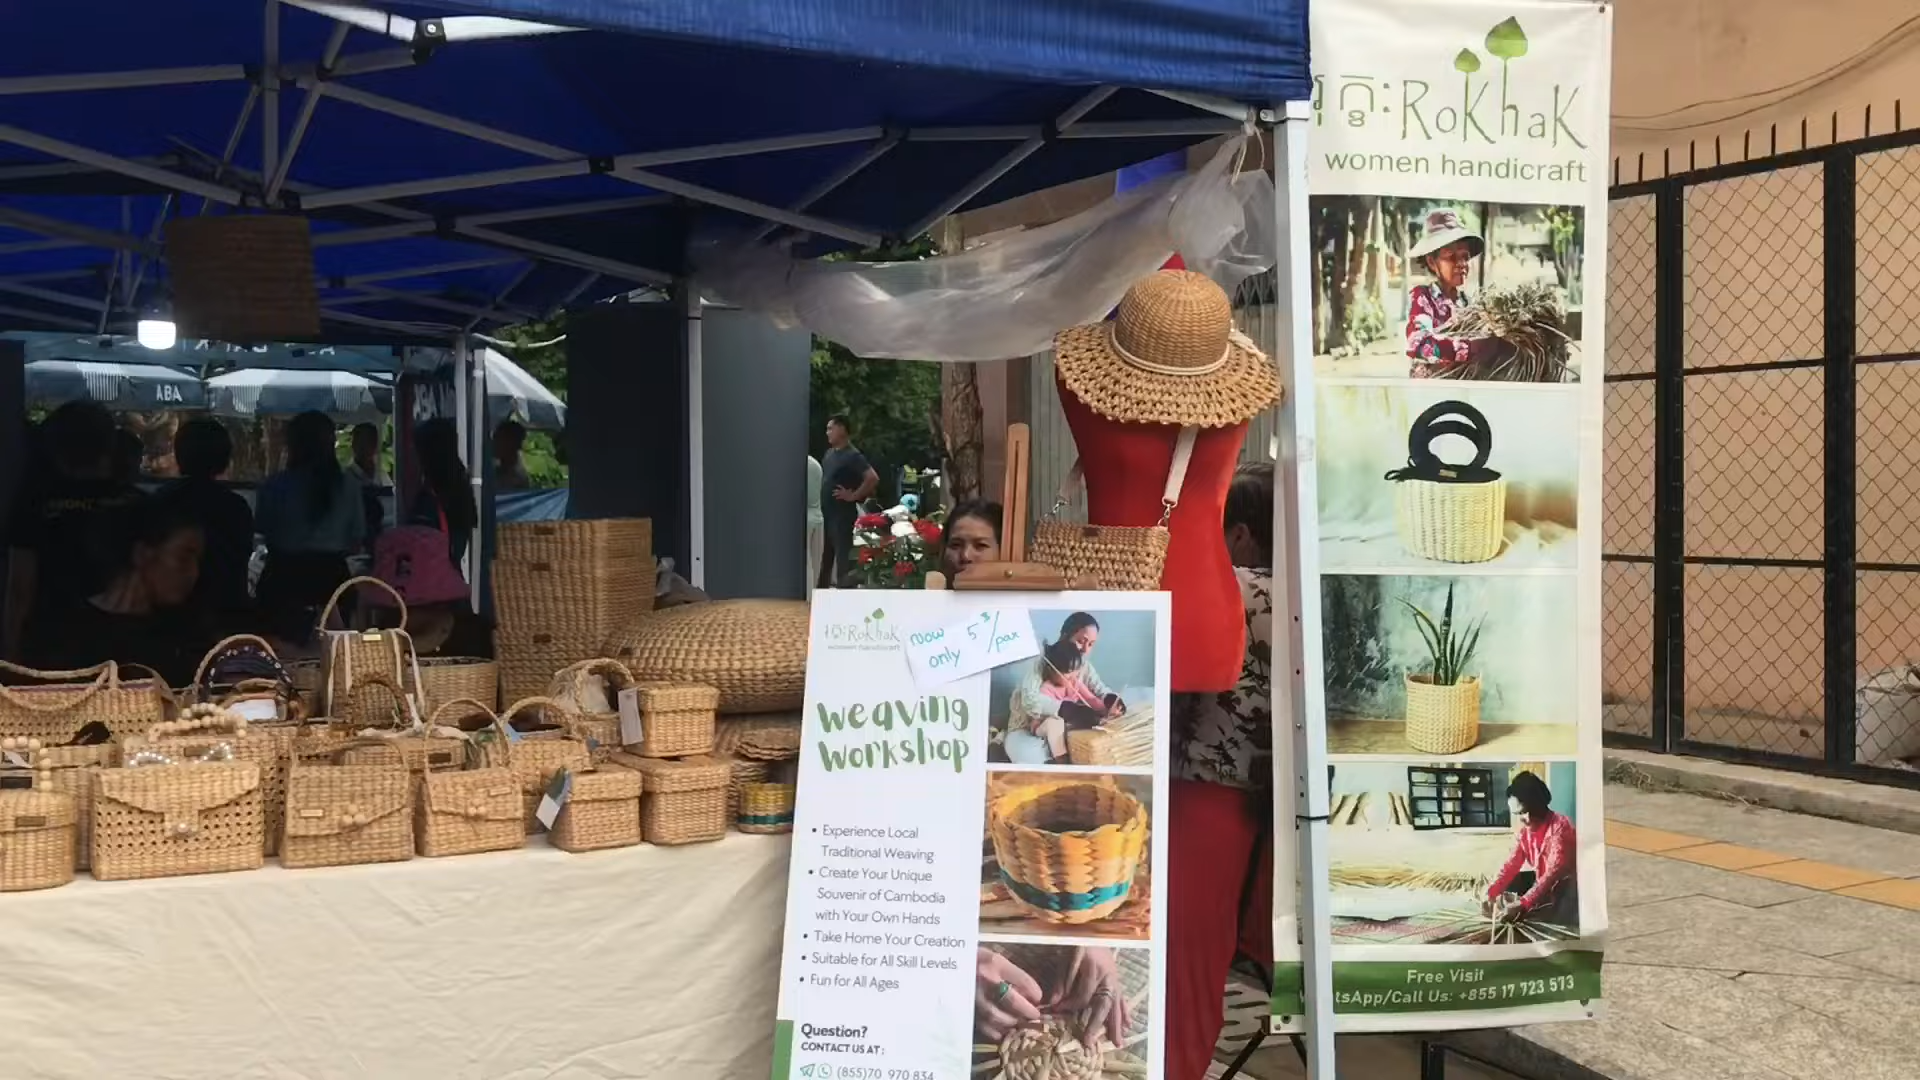 ABA
ABA
RoKhaK
women handicraft
Free Visit
tsApp/Call Us: +855 17 723 573
RoKhaK
women handicraft
now
only 5$/pax
weaving
workshop
• Experience Local
Traditional Weaving
• Create Your Unique
Souvenir of Cambodia
with Your Own Hands
• Take Home Your Creation
• Suitable for All Skill Levels
• Fun for All Ages
Question?
CONTACT US AT :
(855)70 970 834